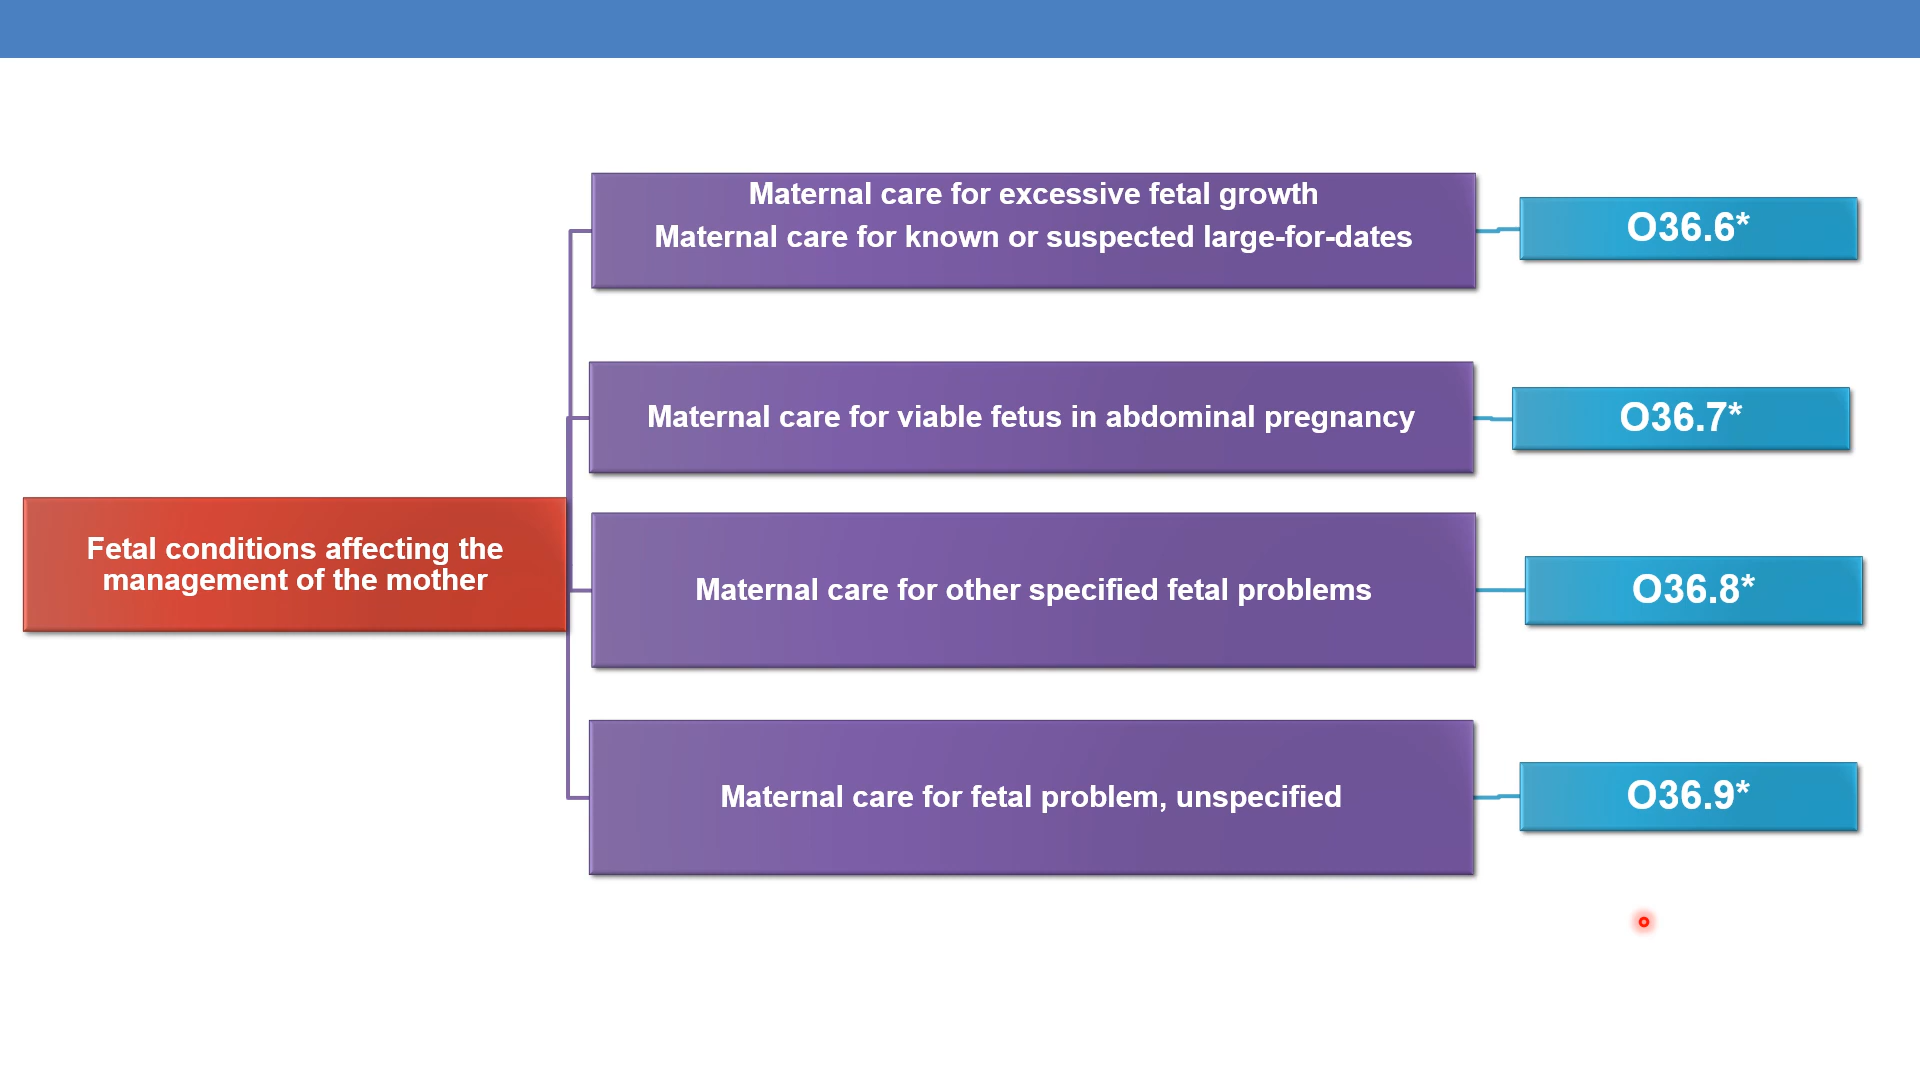 Maternal care for excessive fetal growth
Maternal care for known or suspected large-for-dates
O36.6*
Maternal care for viable fetus in abdominal pregnancy
O36.7*
Fetal conditions affecting the
management of the mother
Maternal care for other specified fetal problems
O36.8*
Maternal care for fetal problem, unspecified
O36.9*